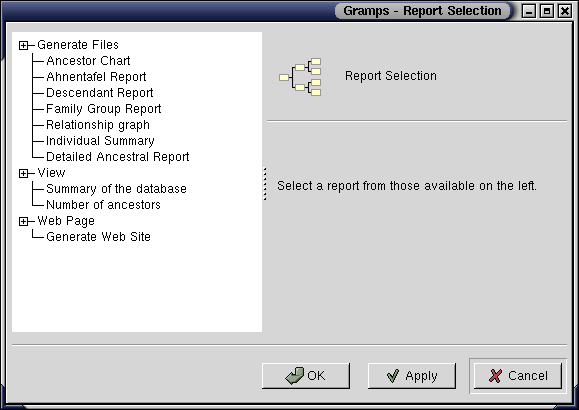 Gramps - Report Selection
Generate Files
Ancestor Chart
Ahnentafel Report
Descendant Report
Family Group Report
Relationship graph
Individual Summary
Detailed Ancestral Report
View
Summary of the database
Number of ancestors
Web Page
Generate Web Site
Report Selection
Select a report from those available on the left.
OK
Apply
Cancel